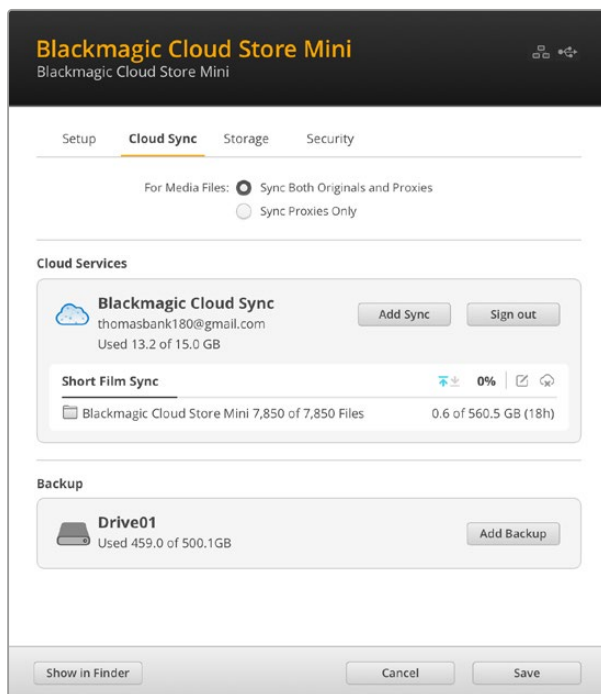 Blackmagic Cloud Store Mini
Blackmagic Cloud Store Mini
Setup Cloud Sync Storage Security
For Media Files: Sync Both Originals and Proxies
Sync Proxies Only
Cloud Services
Blackmagic Cloud Sync
thomasbank180@gmail.com
Used 13.2 of 15.0 GB
Add Sync Sign out
Short Film Sync 0%
Blackmagic Cloud Store Mini 7,850 of 7,850 Files 0.6 of 560.5 GB (18h)
Backup
Drive01
Used 459.0 of 500.1GB
Add Backup
Show in Finder Cancel Save